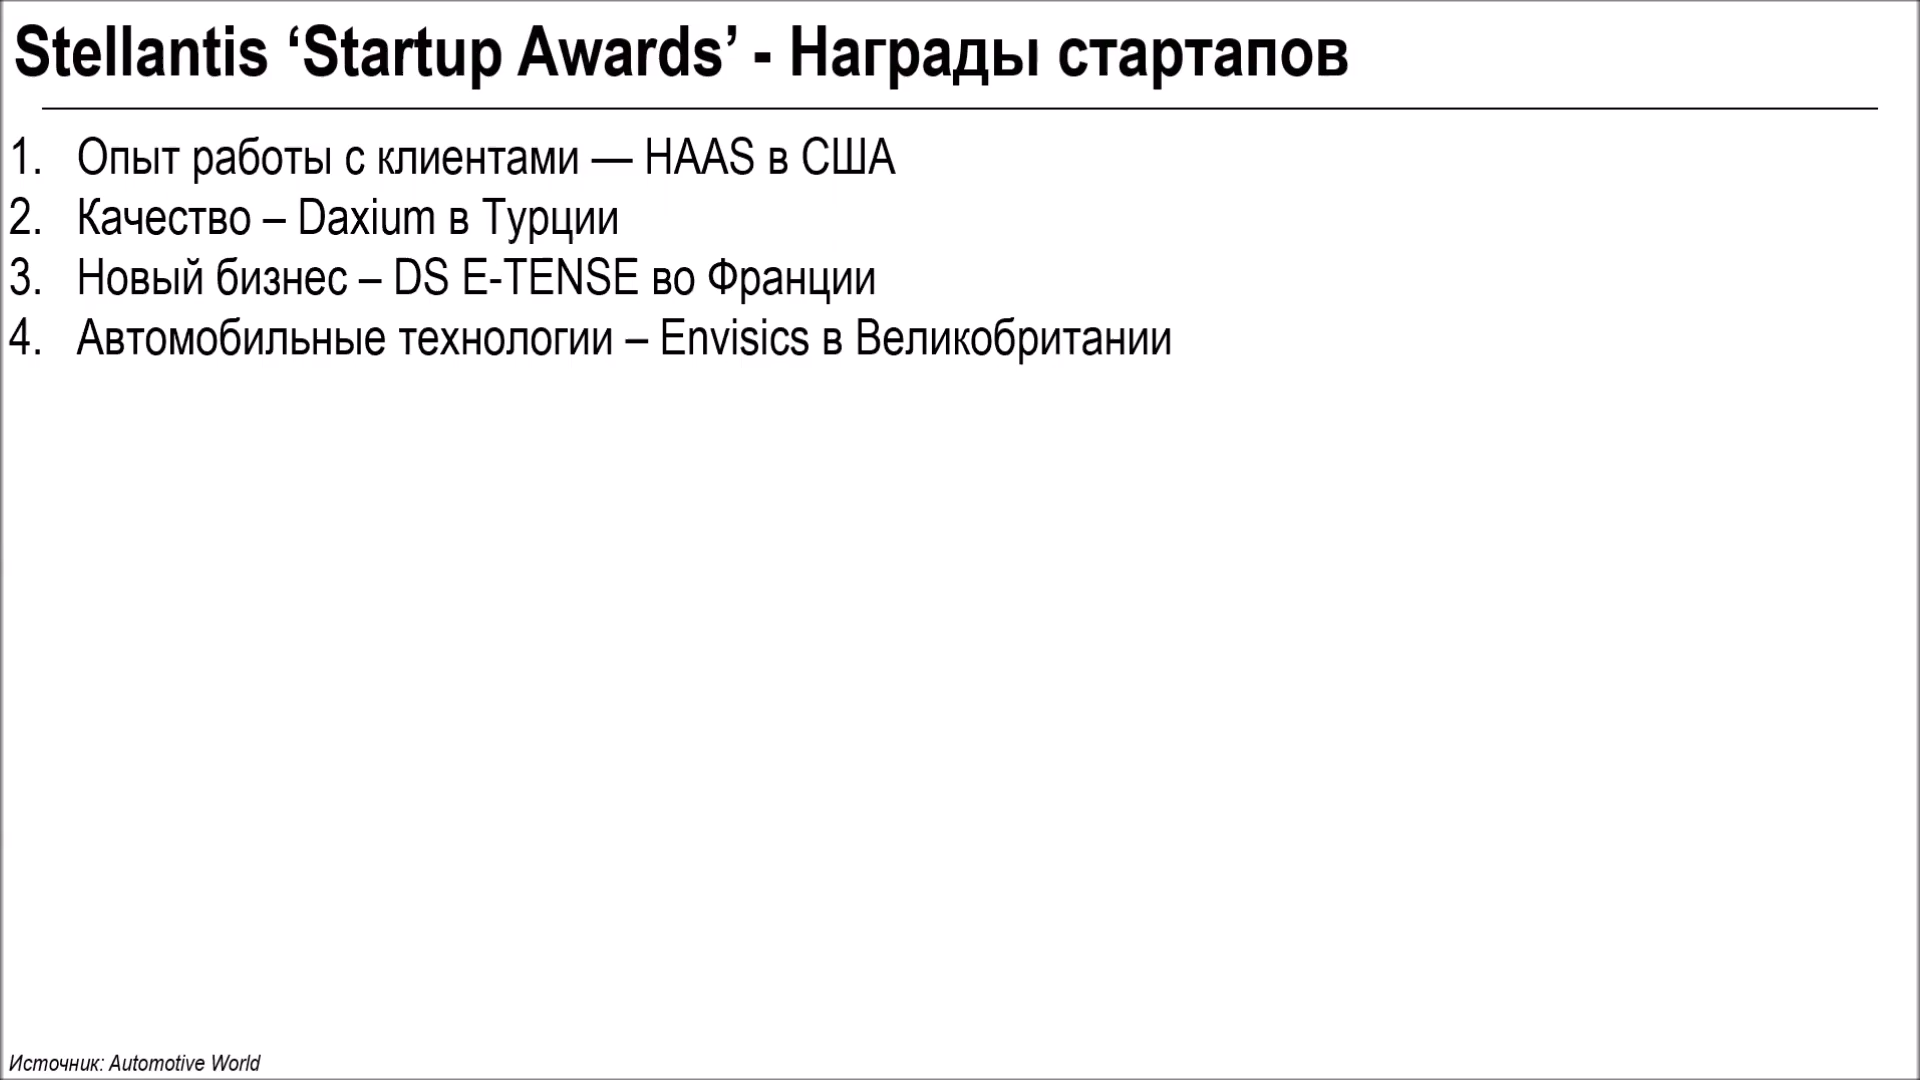 Stellantis ‘Startup Awards’ - Награды стартапов
1. Опыт работы с клиентами — HAAS в США
2. Качество – Daxium в Турции
3. Новый бизнес – DS E-TENSE во Франции
4. Автомобильные технологии – Envisics в Великобритании
Источник: Automotive World